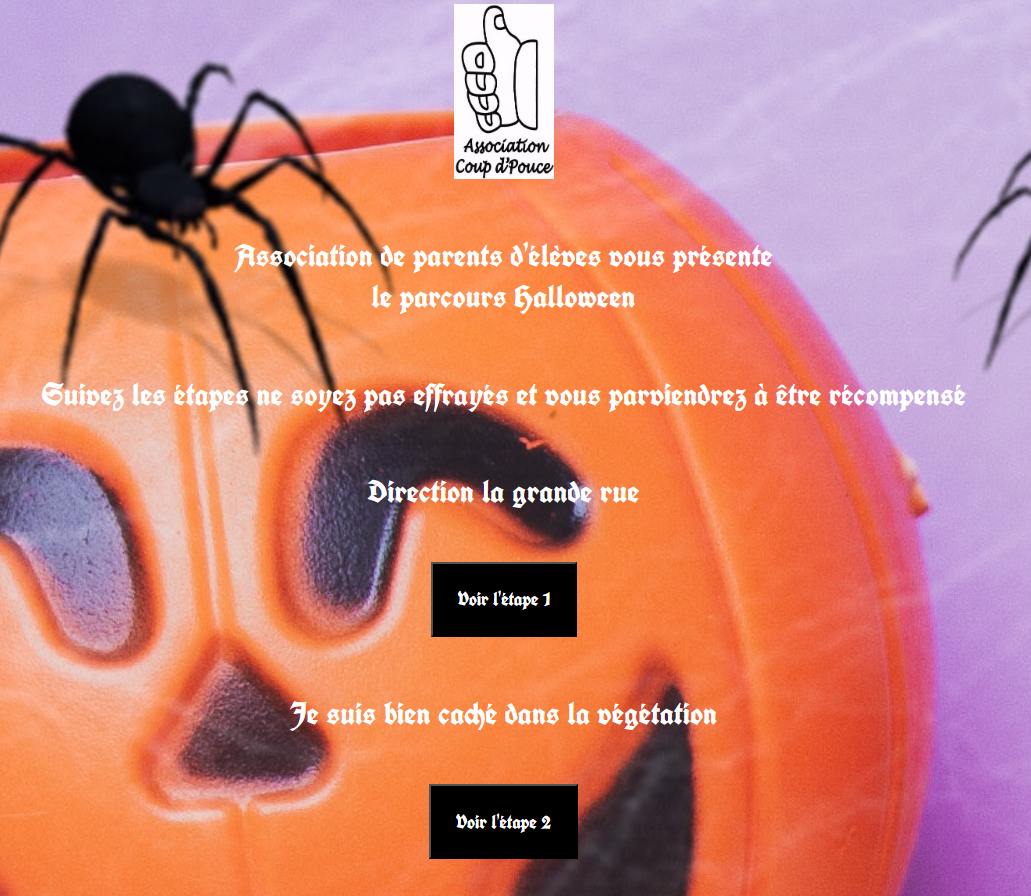 Association
Coup d'Pouce
Association de parents d'élèves vous présente
le parcours Halloween
Suivez les étapes ne soyez pas effrayés et vous parviendrez à être récompensé
Direction la grande rue
Voir l'étape 1
Je suis bien caché dans la végétation
Voir l'étape 2